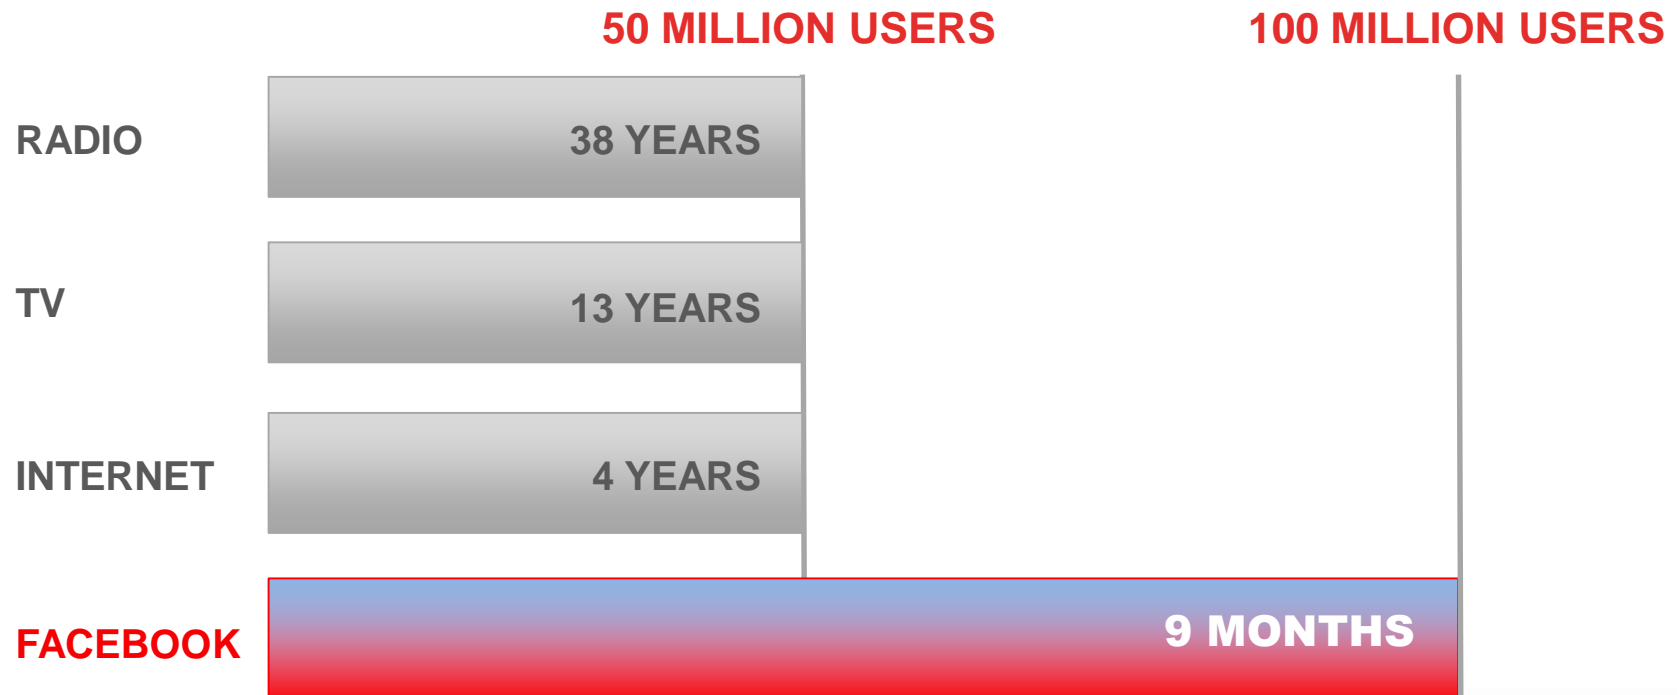 50 MILLION USERS
100 MILLION USERS
RADIO
38 YEARS
TV
13 YEARS
INTERNET
4 YEARS
FACEBOOK
9 MONTHS